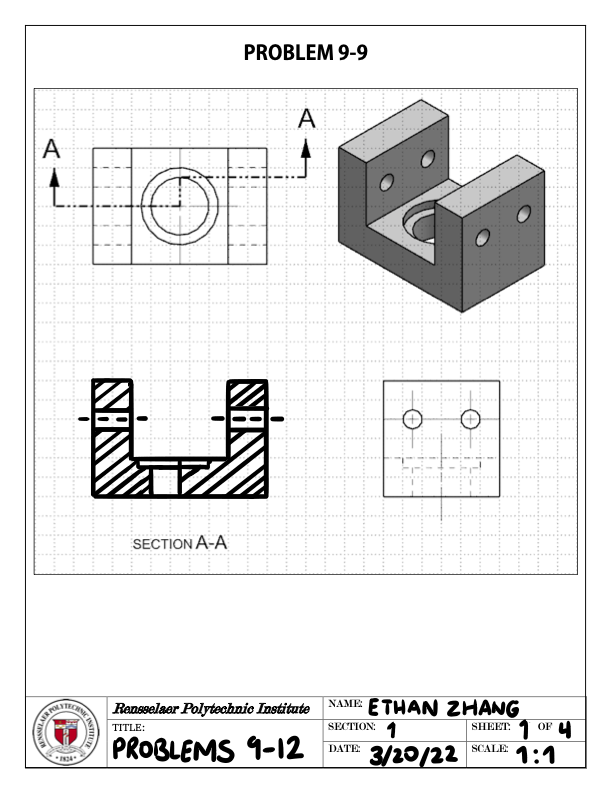 PROBLEM 9-9
A
A
SECTION A-A
RENSSELAER POLYTECHNIC INSTITUTE
1824
Rensselaer Polytechnic Institute
TITLE:
PROBLEMS 9-12
NAME: ETHAN ZHANG
SECTION: 1
SHEET: 1 OF 4
DATE: 3/20/22
SCALE: 1:1